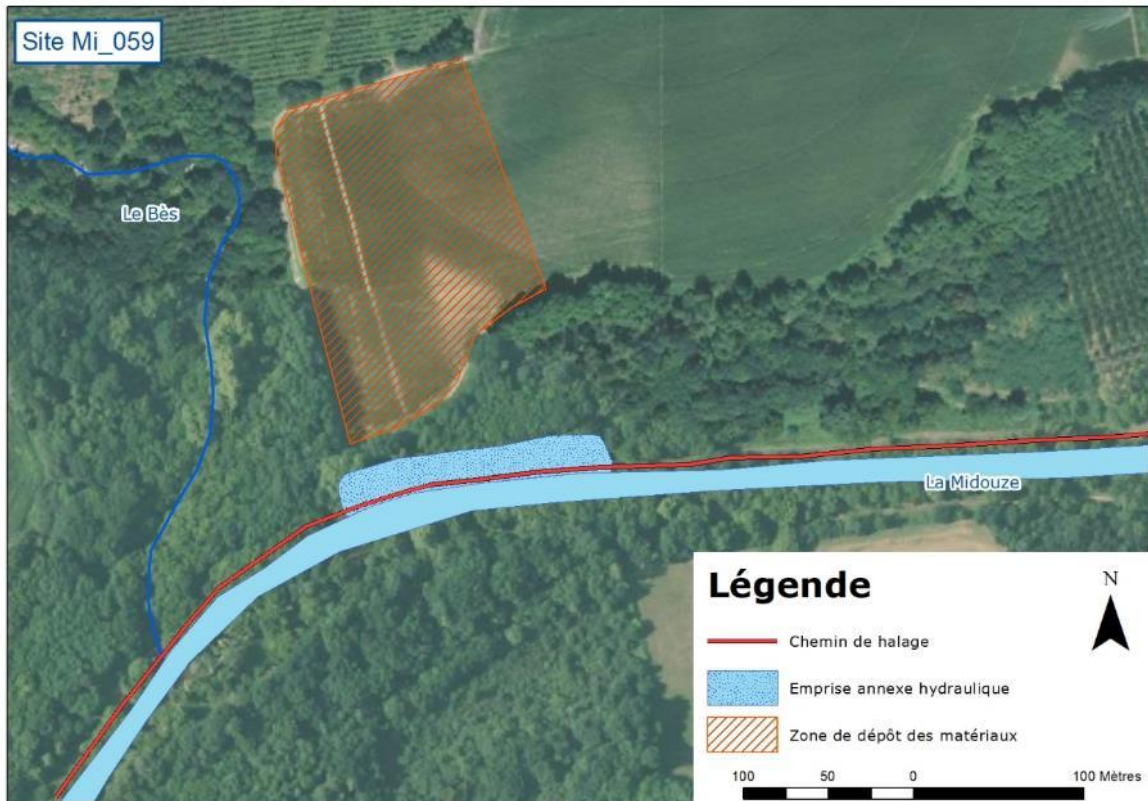 Site Mi_059
Le Bès
La Midouze
Légende
N
Chemin de halage
Emprise annexe hydraulique
Zone de dépôt des matériaux
100 50 0 100 Mètres